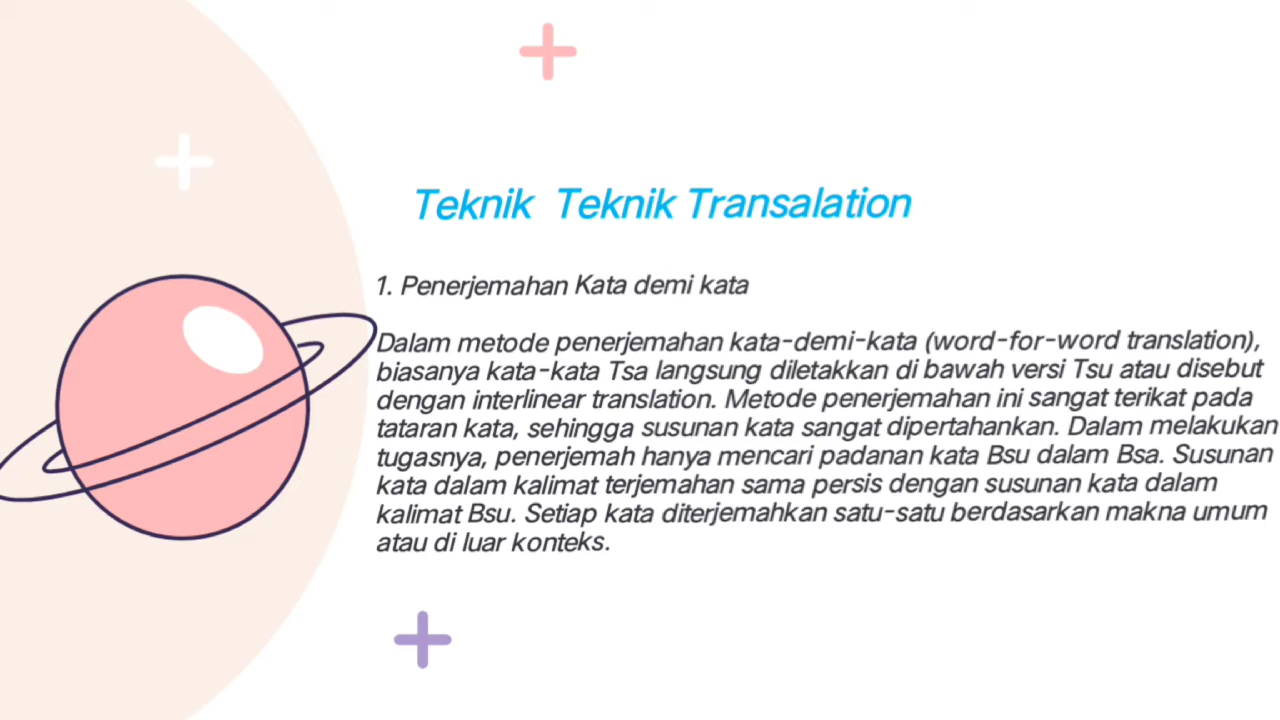 Teknik Teknik Transalation
1. Penerjemahan Kata demi kata
Dalam metode penerjemahan kata-demi-kata (word-for-word translation),
biasanya kata-kata Tsa langsung diletakkan di bawah versi Tsu atau disebut
dengan interlinear translation. Metode penerjemahan ini sangat terikat pada
tataran kata, sehingga susunan kata sangat dipertahankan. Dalam melakukan
tugasnya, penerjemah hanya mencari padanan kata Bsu dalam Bsa. Susunan
kata dalam kalimat terjemahan sama persis dengan susunan kata dalam
kalimat Bsu. Setiap kata diterjemahkan satu-satu berdasarkan makna umum
atau di luar konteks.